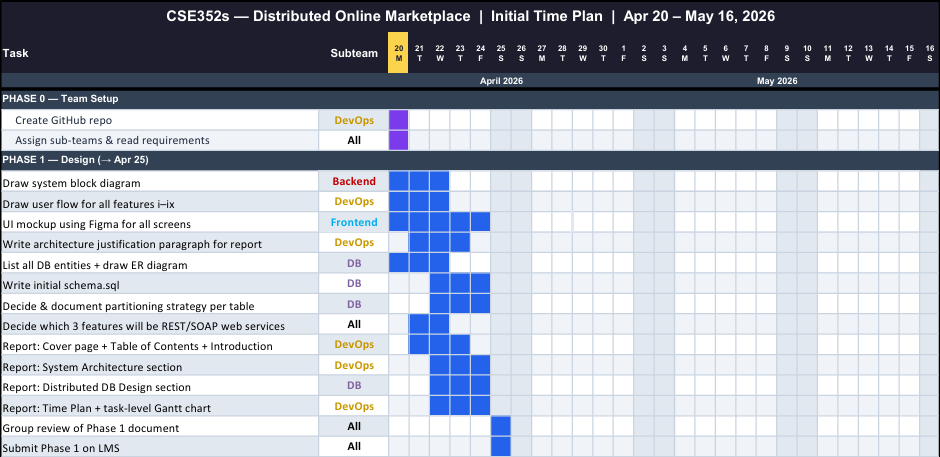 CSE352s — Distributed Online Marketplace | Initial Time Plan | Apr 20 – May 16, 2026
Task Subteam 20 21 22 23 24 25 26 27 28 29 30 1 2 3 4 5 6 7 8 9 10 11 12 13 14 15 16
M T W T F S S M T W T F S S M T W T F S S M T W T F S
April 2026 May 2026
PHASE 0 — Team Setup
Create GitHub repo DevOps
Assign sub-teams & read requirements All
PHASE 1 — Design (→ Apr 25)
Draw system block diagram Backend
Draw user flow for all features i–ix DevOps
UI mockup using Figma for all screens Frontend
Write architecture justification paragraph for report DevOps
List all DB entities + draw ER diagram DB
Write initial schema.sql DB
Decide & document partitioning strategy per table DB
Decide which 3 features will be REST/SOAP web services All
Report: Cover page + Table of Contents + Introduction DevOps
Report: System Architecture section DevOps
Report: Distributed DB Design section DB
Report: Time Plan + task-level Gantt chart DevOps
Group review of Phase 1 document All
Submit Phase 1 on LMS All